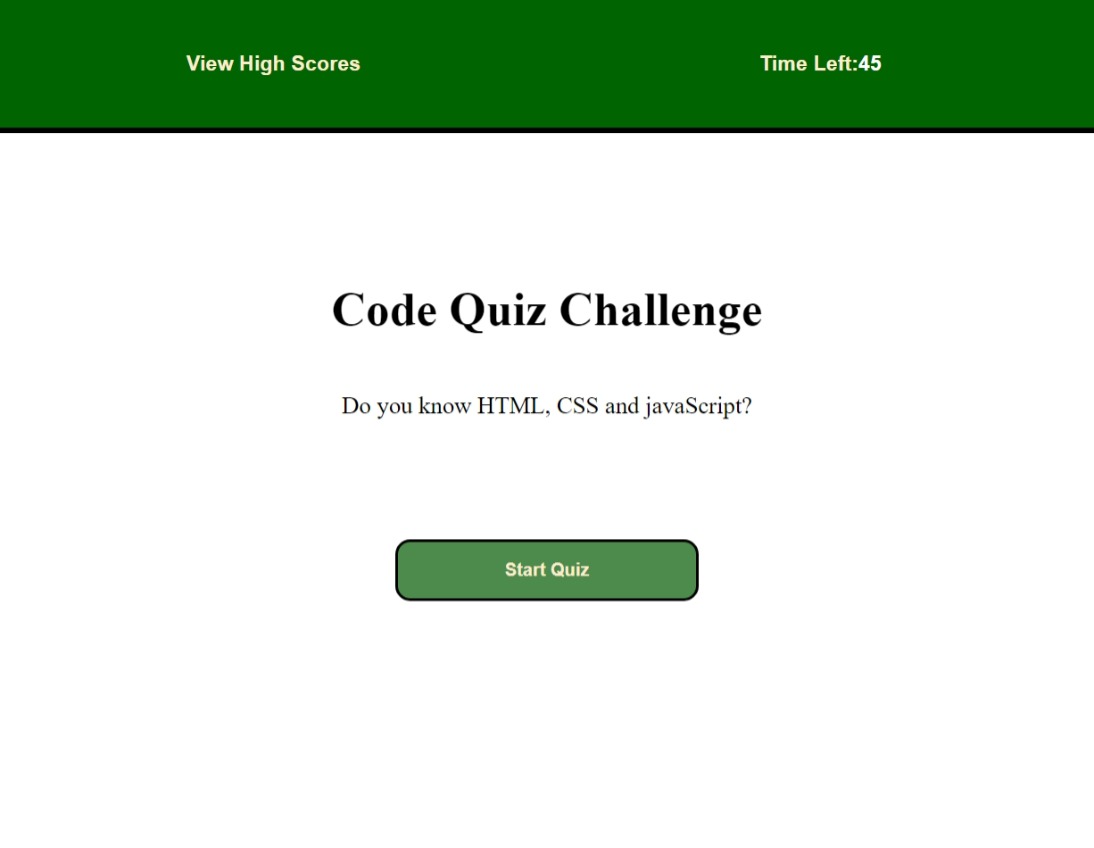 View High Scores
Time Left:45
Code Quiz Challenge
Do you know HTML, CSS and javaScript?
Start Quiz